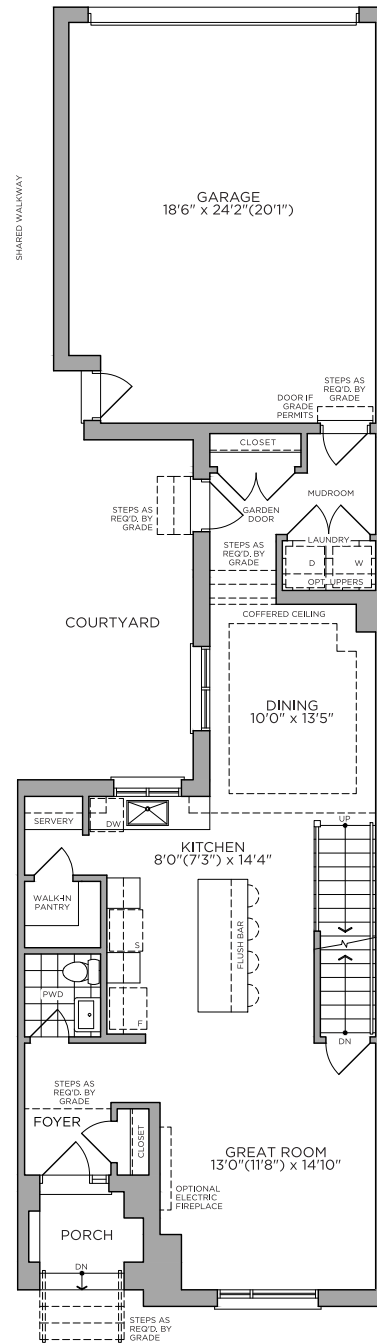 GARAGE
18'6" x 24'2"(20'1")
SHARED WALKWAY
STEPS AS
REQ'D. BY
GRADE
DOOR IF
GRADE
PERMITS
CLOSET
MUDROOM
GARDEN
DOOR
STEPS AS
REQ'D. BY
GRADE
LAUNDRY
STEPS AS
REQ'D. BY
GRADE
D
W
OPT. UPPERS
COFFERED CEILING
COURTYARD
DINING
10'0" x 13'5"
SERVERY
DW
UP
KITCHEN
8'0"(7'3") x 14'4"
WALK-IN
PANTRY
FLUSH BAR
S
PWD
F
DN
STEPS AS
REQ'D. BY
GRADE
FOYER
CLOSET
GREAT ROOM
13'0"(11'8") x 14'10"
OPTIONAL
ELECTRIC
FIREPLACE
PORCH
DN
STEPS AS
REQ'D. BY
GRADE